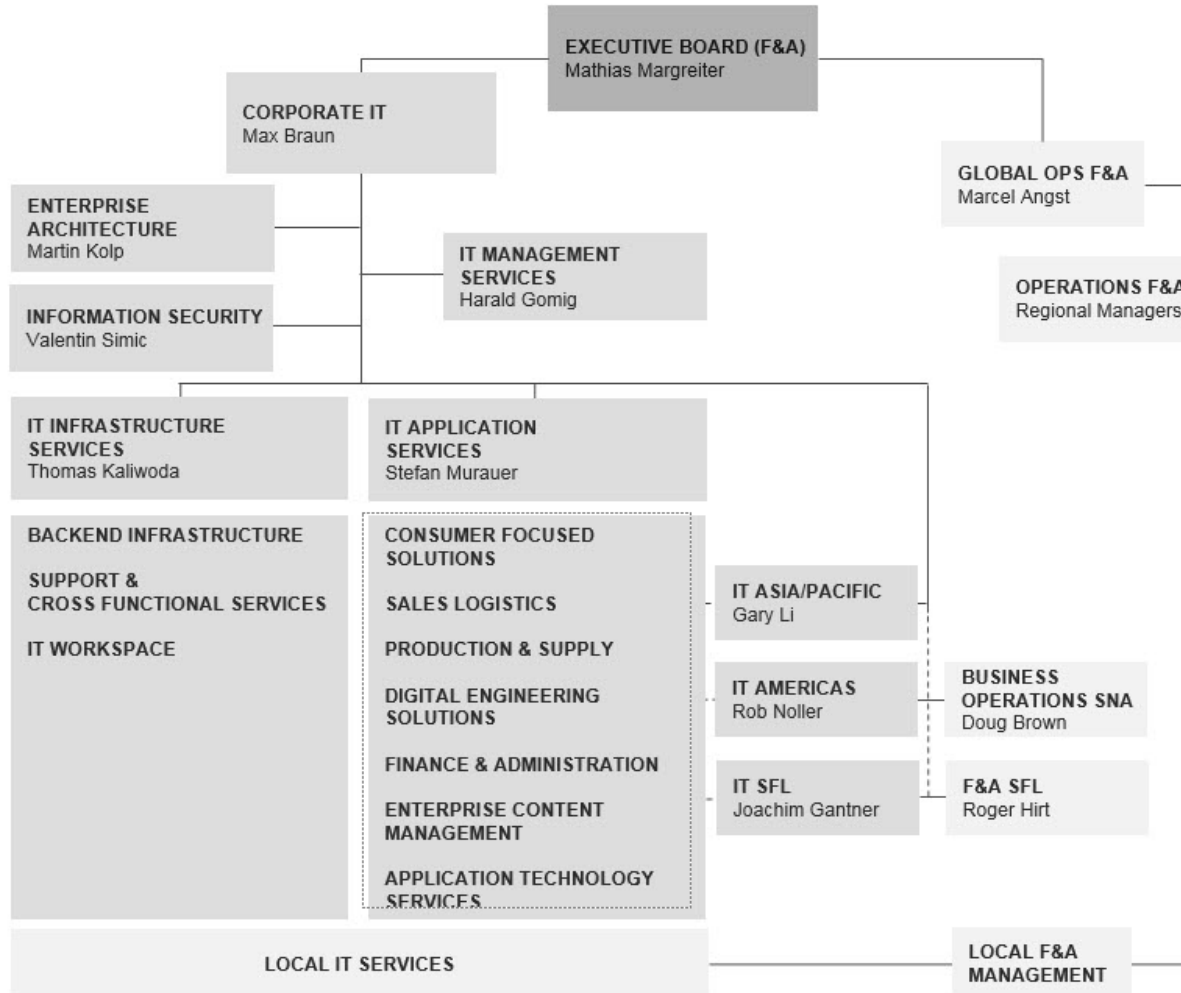 EXECUTIVE BOARD (F&A)
Mathias Margreiter
CORPORATE IT
Max Braun
GLOBAL OPS F&A
Marcel Angst
ENTERPRISE
ARCHITECTURE
Martin Kolp
IT MANAGEMENT
SERVICES
Harald Gomig
OPERATIONS F&A
Regional Managers
INFORMATION SECURITY
Valentin Simic
IT INFRASTRUCTURE
SERVICES
Thomas Kaliwoda
IT APPLICATION
SERVICES
Stefan Murauer
BACKEND INFRASTRUCTURE
SUPPORT &
CROSS FUNCTIONAL SERVICES
IT WORKSPACE
CONSUMER FOCUSED
SOLUTIONS
SALES LOGISTICS
PRODUCTION & SUPPLY
DIGITAL ENGINEERING
SOLUTIONS
FINANCE & ADMINISTRATION
ENTERPRISE CONTENT
MANAGEMENT
APPLICATION TECHNOLOGY
SERVICES
IT ASIA/PACIFIC
Gary Li
IT AMERICAS
Rob Noller
BUSINESS
OPERATIONS SNA
Doug Brown
IT SFL
Joachim Gantner
F&A SFL
Roger Hirt
LOCAL IT SERVICES
LOCAL F&A
MANAGEMENT